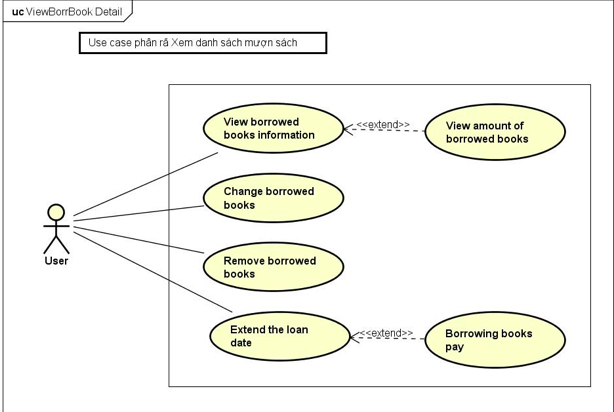 uc ViewBorrBook Detail
Use case phân rã Xem danh sách mượn sách
View borrowed
books information
<<extend>>
View amount of
borrowed books
Change borrowed
books
Remove borrowed
books
User
Extend the loan
date
<<extend>>
Borrowing books
pay